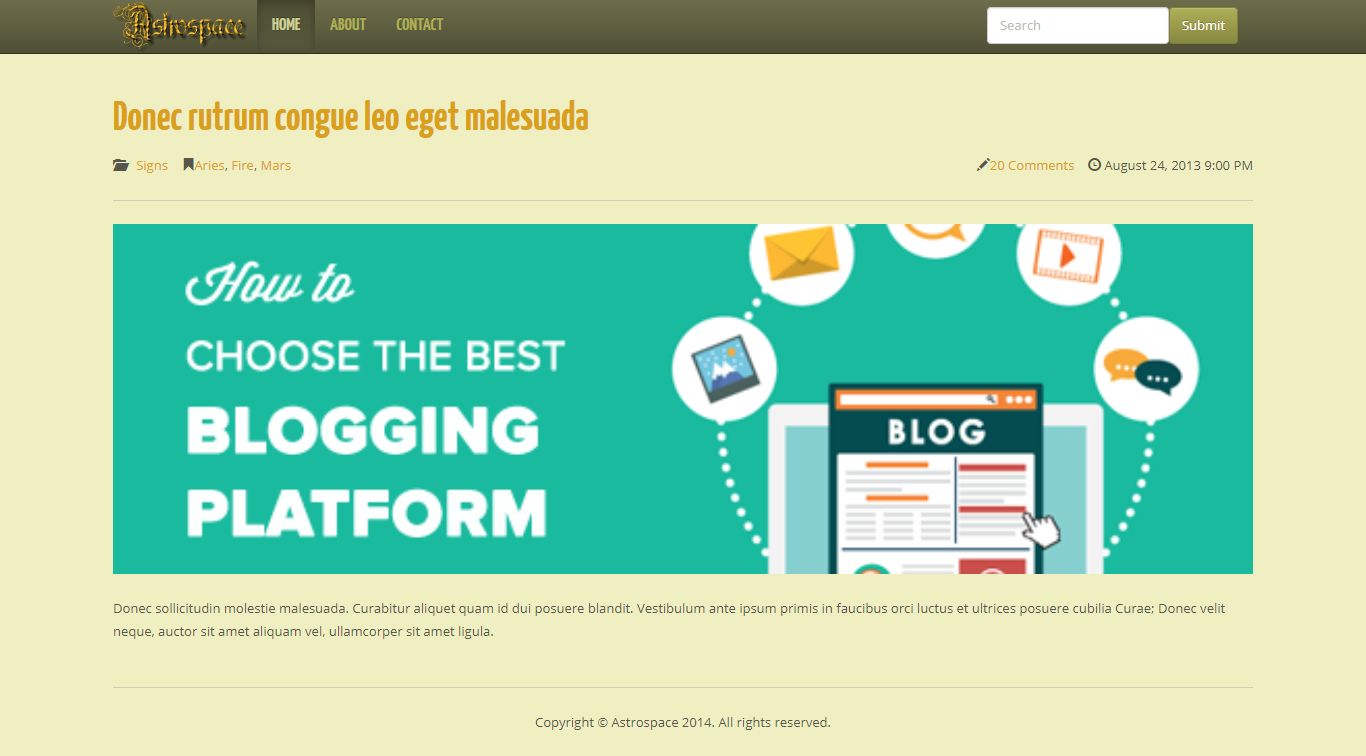 Astrospace HOME ABOUT CONTACT Search Submit
Donec rutrum congue leo eget malesuada
Signs Aries, Fire, Mars 20 Comments August 24, 2013 9:00 PM
How to
CHOOSE THE BEST
BLOGGING
PLATFORM
BLOG
Donec sollicitudin molestie malesuada. Curabitur aliquet quam id dui posuere blandit. Vestibulum ante ipsum primis in faucibus orci luctus et ultrices posuere cubilia Curae; Donec velit
neque, auctor sit amet aliquam vel, ullamcorper sit amet ligula.
Copyright © Astrospace 2014. All rights reserved.